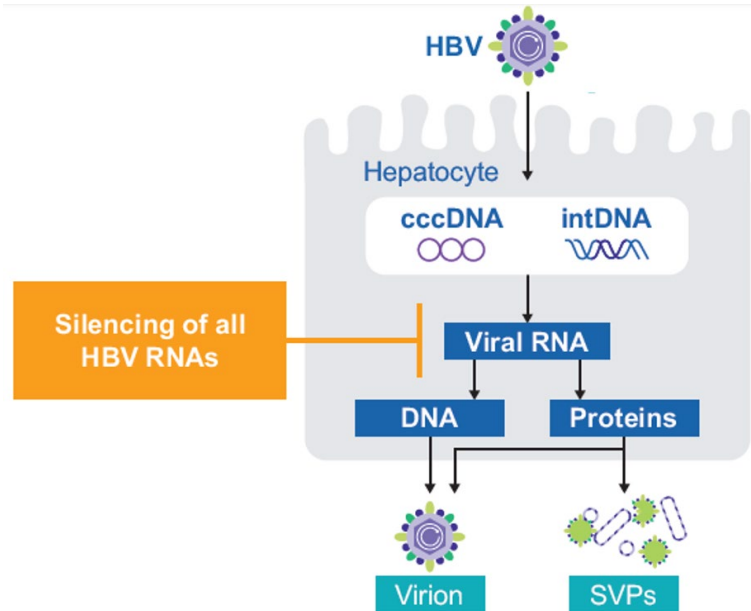 HBV
Hepatocyte
cccDNA
intDNA
Silencing of all
HBV RNAs
Viral RNA
DNA
Proteins
Virion
SVPs